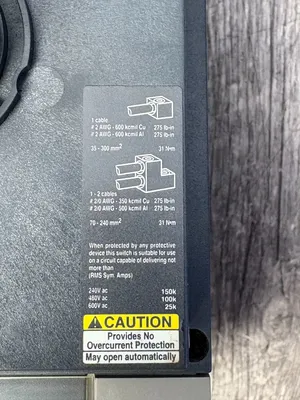 1 cable
# 2 AWG - 600 kcmil Cu 275 lb-in
# 2 AWG - 600 kcmil Al 275 lb-in
35 - 300 mm² 31 N•m
1 - 2 cables
# 2/0 AWG - 350 kcmil Cu 275 lb-in
# 2/0 AWG - 500 kcmil Al 275 lb-in
70 - 240 mm² 31 N•m
When protected by any protective
device this switch is suitable for use
on a circuit capable of delivering not
more than
(RMS Sym. Amps)
240V ac 150k
480V ac 100k
600V ac 25k
CAUTION
Provides No
Overcurrent Protection
May open automatically